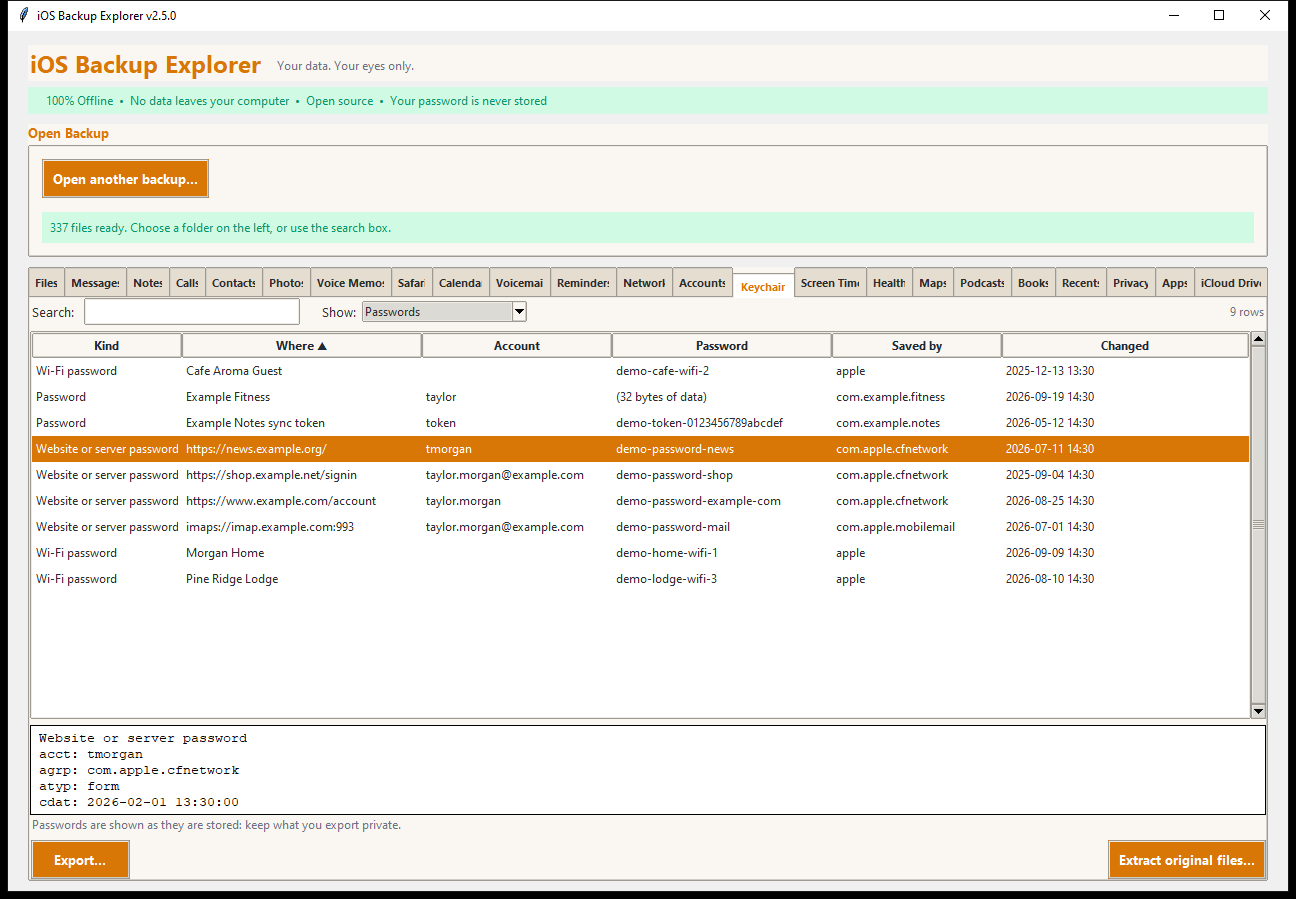 iOS Backup Explorer v2.5.0
iOS Backup Explorer Your data. Your eyes only.
100% Offline • No data leaves your computer • Open source • Your password is never stored
Open Backup
Open another backup...
337 files ready. Choose a folder on the left, or use the search box.
Files Messages Notes Calls Contacts Photos Voice Memos Safari Calenda Voicemai Reminders Network Accounts Keychair Screen Time Health Maps Podcasts Books Recents Privacy Apps iCloud Drive
Search: Show: Passwords 9 rows
Kind Where ▲ Account Password Saved by Changed
Wi-Fi password Cafe Aroma Guest demo-cafe-wifi-2 apple 2025-12-13 13:30
Password Example Fitness taylor (32 bytes of data) com.example.fitness 2026-09-19 14:30
Password Example Notes sync token token demo-token-0123456789abcdef com.example.notes 2026-05-12 14:30
Website or server password https://news.example.org/ tmorgan demo-password-news com.apple.cfnetwork 2026-07-11 14:30
Website or server password https://shop.example.net/signin taylor.morgan@example.com demo-password-shop com.apple.cfnetwork 2025-09-04 14:30
Website or server password https://www.example.com/account taylor.morgan demo-password-example-com com.apple.cfnetwork 2026-08-25 14:30
Website or server password imaps://imap.example.com:993 taylor.morgan@example.com demo-password-mail com.apple.mobilemail 2026-07-01 14:30
Wi-Fi password Morgan Home demo-home-wifi-1 apple 2026-09-09 14:30
Wi-Fi password Pine Ridge Lodge demo-lodge-wifi-3 apple 2026-08-10 14:30
Website or server password
acct: tmorgan
agrp: com.apple.cfnetwork
atyp: form
cdat: 2026-02-01 13:30:00
Passwords are shown as they are stored: keep what you export private.
Export... Extract original files...